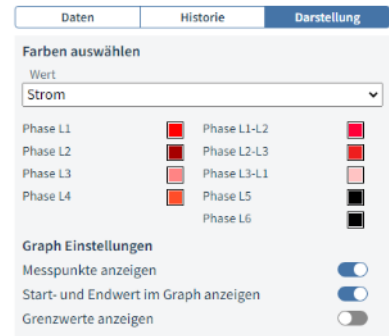 Daten Historie Darstellung
Farben auswählen
Wert
Strom
Phase L1 Phase L1-L2
Phase L2 Phase L2-L3
Phase L3 Phase L3-L1
Phase L4 Phase L5
Phase L6
Graph Einstellungen
Messpunkte anzeigen
Start- und Endwert im Graph anzeigen
Grenzwerte anzeigen